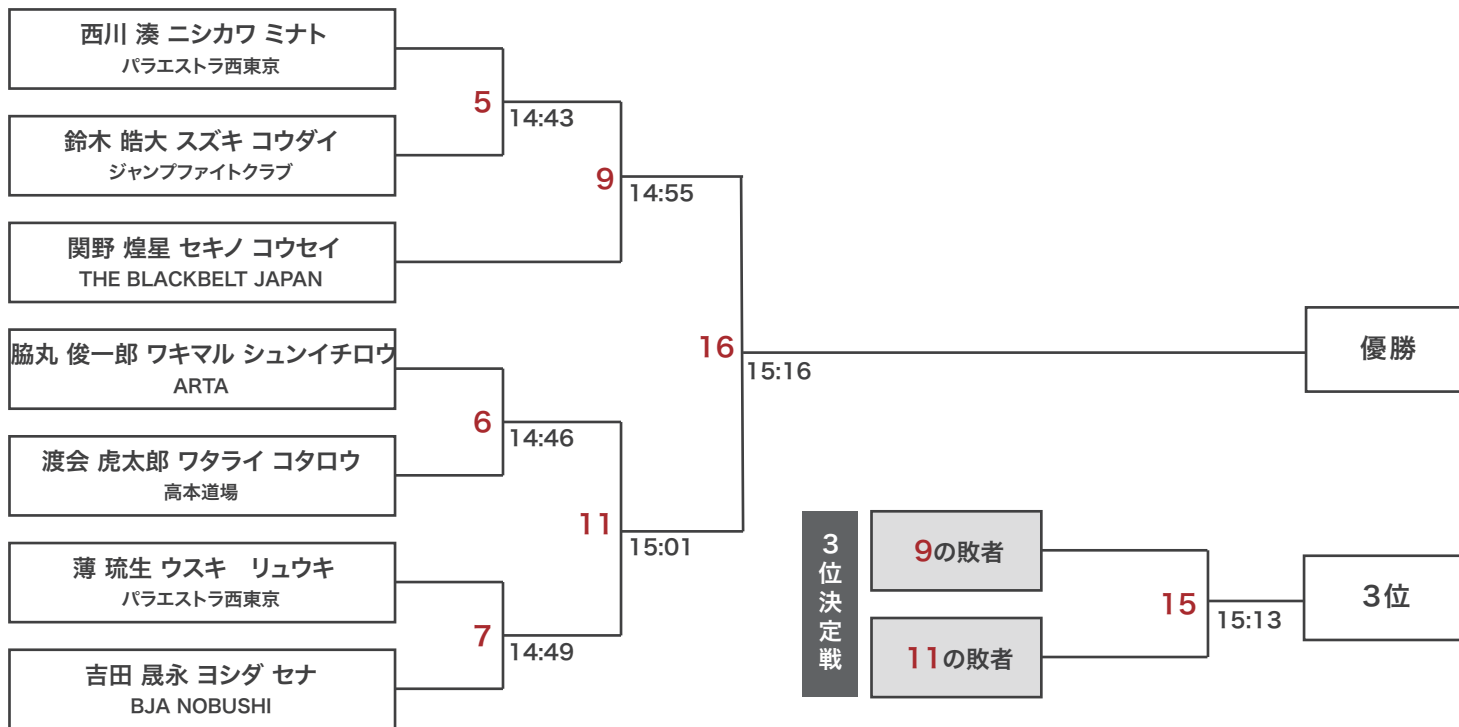 西川 湊 ニシカワ ミナト
パラエストラ西東京
5
14:43
鈴木 皓大 スズキ コウダイ
ジャンプファイトクラブ
9
14:55
関野 煌星 セキノ コウセイ
THE BLACKBELT JAPAN
脇丸 俊一郎 ワキマル シュンイチロウ
ARTA
16
15:16
優勝
6
14:46
渡会 虎太郎 ワタライ コタロウ
高本道場
11
15:01
薄 琉生 ウスキ　リュウキ
パラエストラ西東京
7
14:49
吉田 晟永 ヨシダ セナ
BJA NOBUSHI
3位決定戦
9の敗者
11の敗者
15
15:13
3位